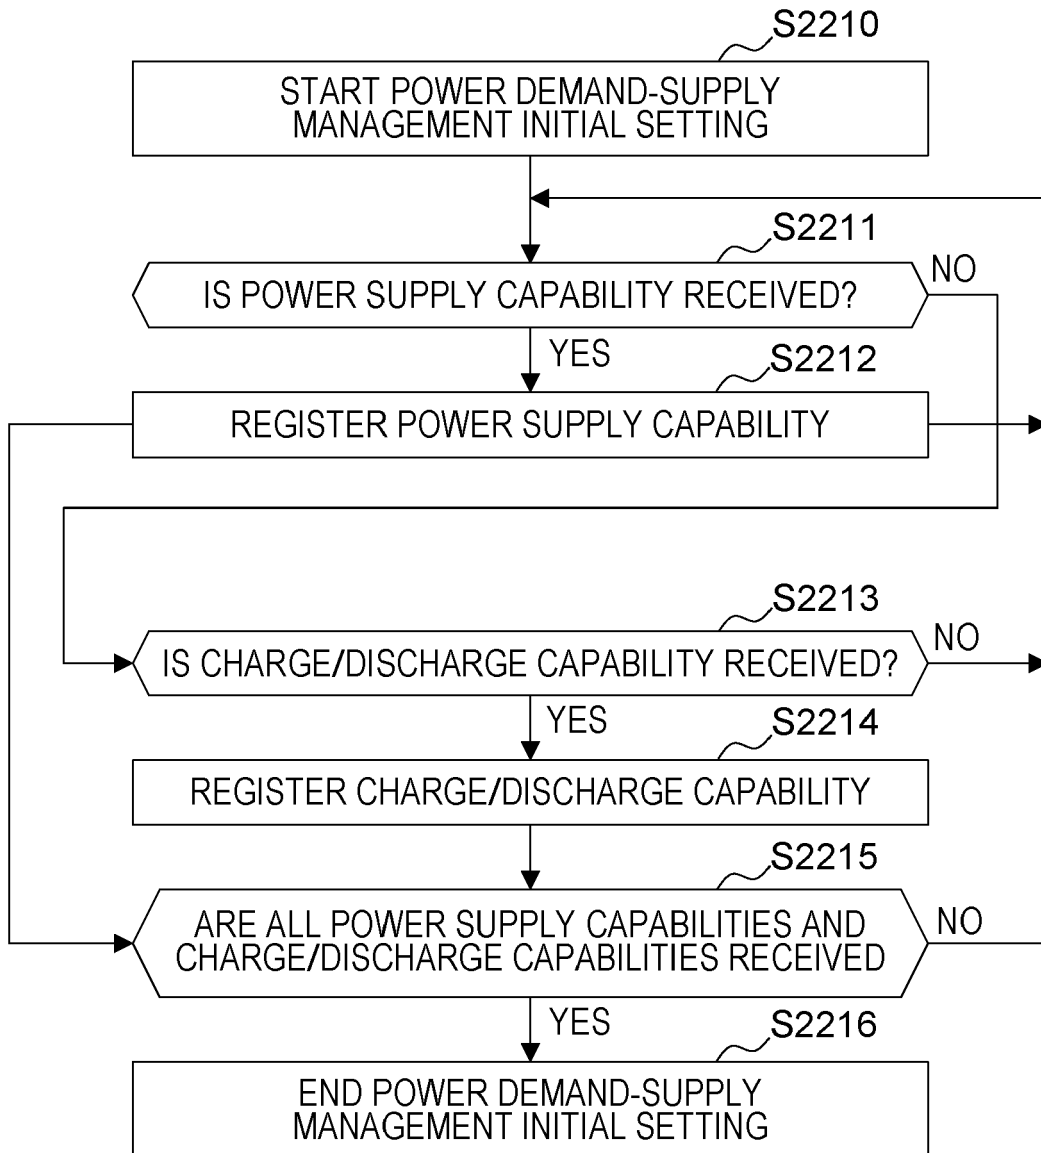 S2210
START POWER DEMAND-SUPPLY
MANAGEMENT INITIAL SETTING
S2211
IS POWER SUPPLY CAPABILITY RECEIVED?
NO
YES
S2212
REGISTER POWER SUPPLY CAPABILITY
S2213
IS CHARGE/DISCHARGE CAPABILITY RECEIVED?
NO
YES
S2214
REGISTER CHARGE/DISCHARGE CAPABILITY
S2215
ARE ALL POWER SUPPLY CAPABILITIES AND
CHARGE/DISCHARGE CAPABILITIES RECEIVED
NO
YES
S2216
END POWER DEMAND-SUPPLY
MANAGEMENT INITIAL SETTING